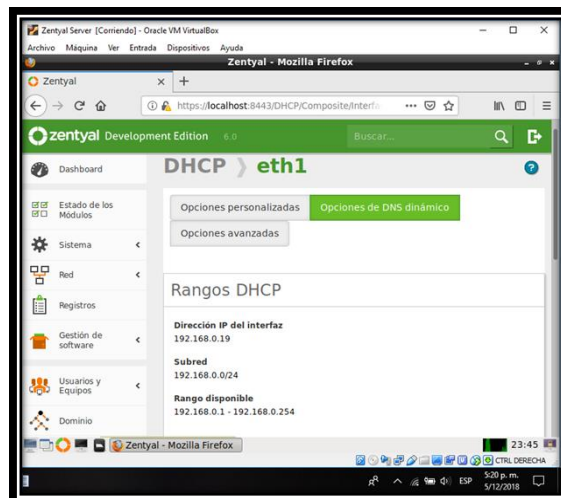 Zentyal Server [Corriendo] - Oracle VM VirtualBox
Archivo Máquina Ver Entrada Dispositivos Ayuda
Zentyal - Mozilla Firefox
Zentyal
https://localhost:8443/DHCP/Composite/Interfa
zentyal Development Edition 6.0
Buscar...
Dashboard
Estado de los
Módulos
Sistema
Red
Registros
Gestión de
software
Usuarios y
Equipos
Dominio
DHCP eth1
Opciones personalizadas
Opciones de DNS dinámico
Opciones avanzadas
Rangos DHCP
Dirección IP del interfaz
192.168.0.19
Subred
192.168.0.0/24
Rango disponible
192.168.0.1 - 192.168.0.254
Zentyal - Mozilla Firefox
23:45
CTRL DERECHA
ESP
5:20 p. m.
5/12/2018